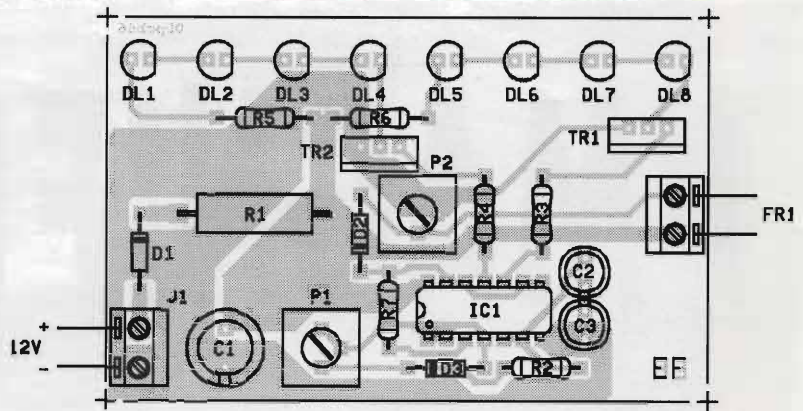 DL1 DL2 DL3 DL4 DL5 DL6 DL7 DL8
R5 R6
TR2 TR1
P2
R1 R4 R3 FR1
D1 D2
J1 P1 C2
+ R7 IC1
12V C1 C3
-
D3 R2 EF